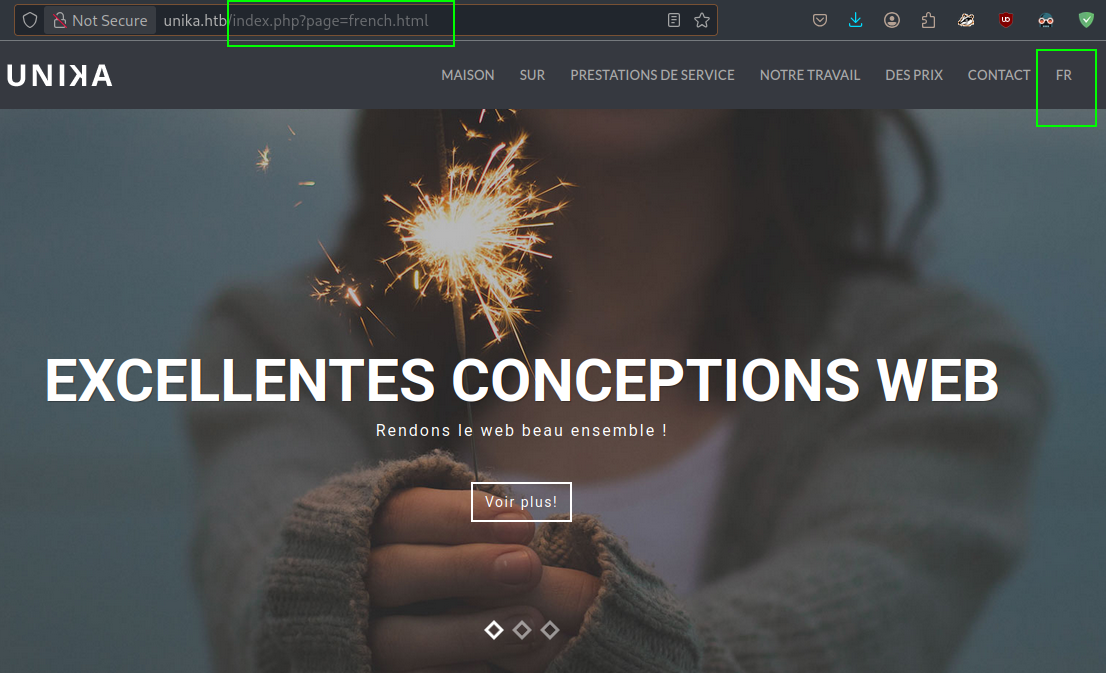 Not Secure unika.htb/index.php?page=french.html
UNIKA MAISON SUR PRESTATIONS DE SERVICE NOTRE TRAVAIL DES PRIX CONTACT FR
EXCELLENTES CONCEPTIONS WEB
Rendons le web beau ensemble !
Voir plus!